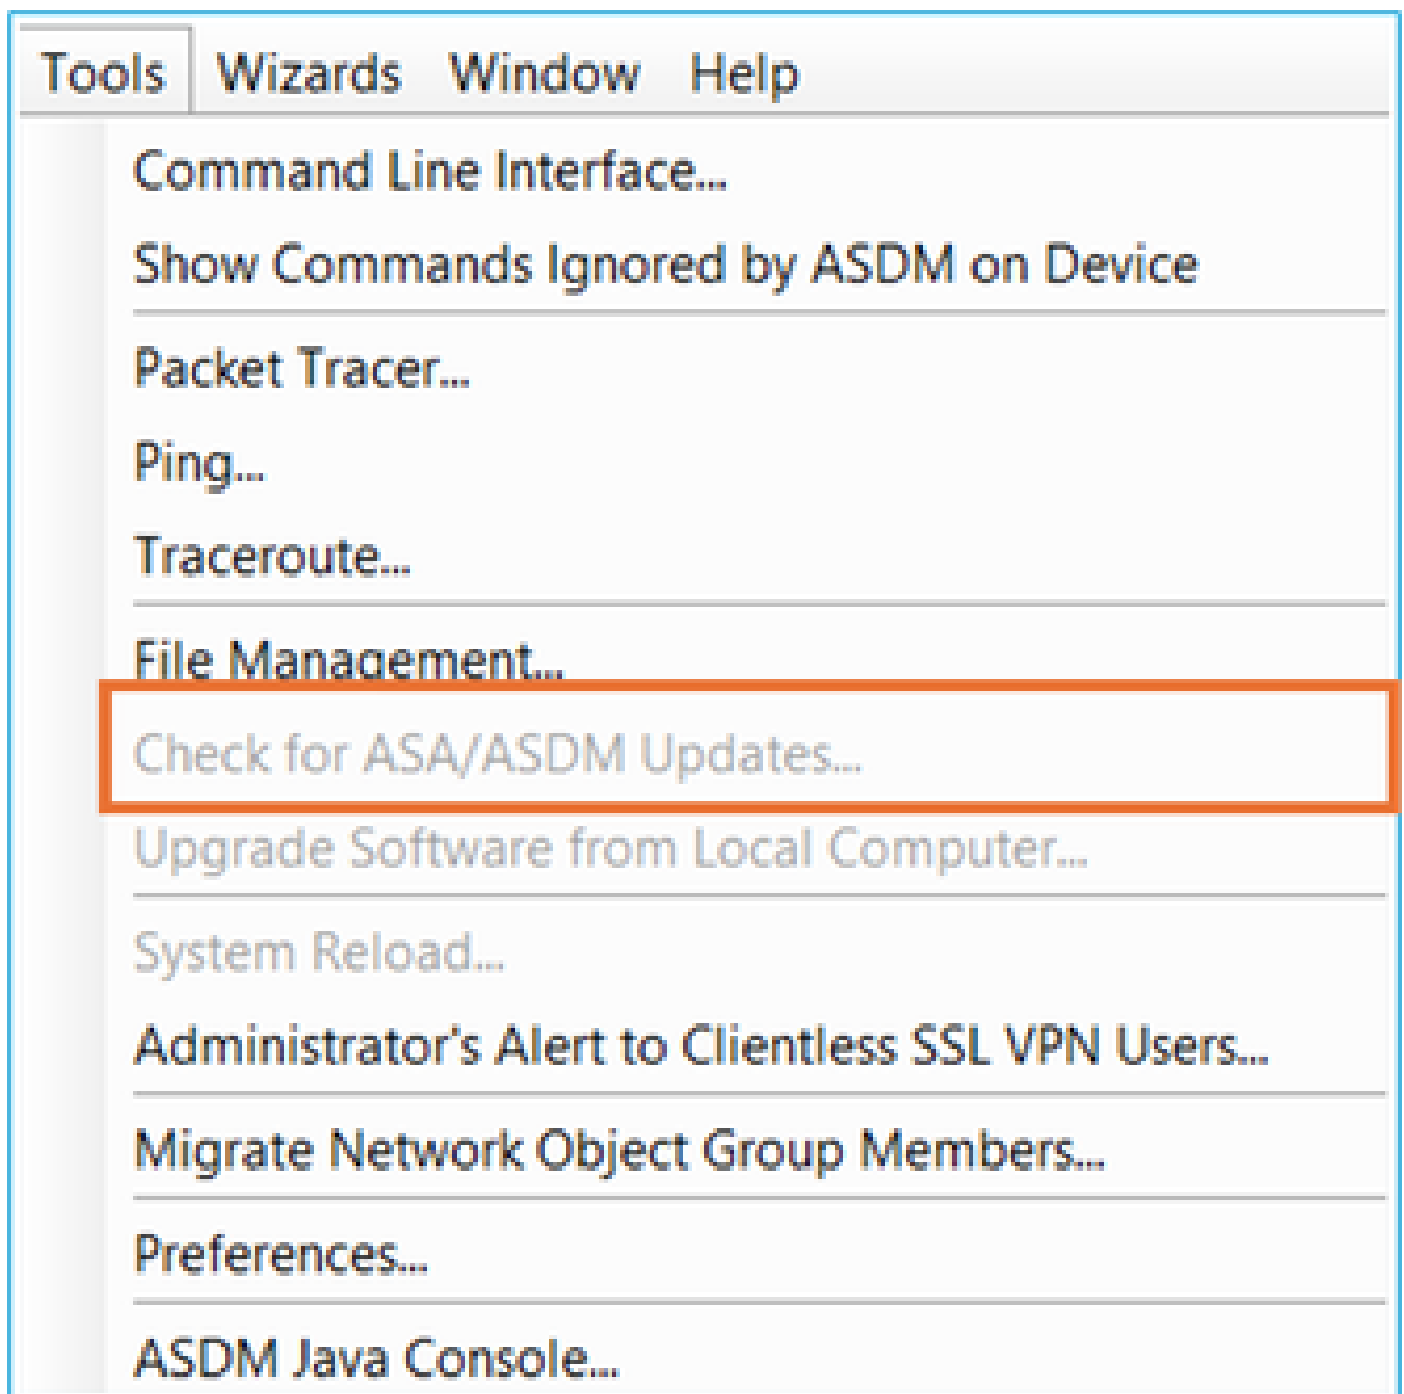 Tools Wizards Window Help
Command Line Interface...
Show Commands Ignored by ASDM on Device
Packet Tracer...
Ping...
Traceroute...
File Management...
Check for ASA/ASDM Updates...
Upgrade Software from Local Computer...
System Reload...
Administrator's Alert to Clientless SSL VPN Users...
Migrate Network Object Group Members...
Preferences...
ASDM Java Console...